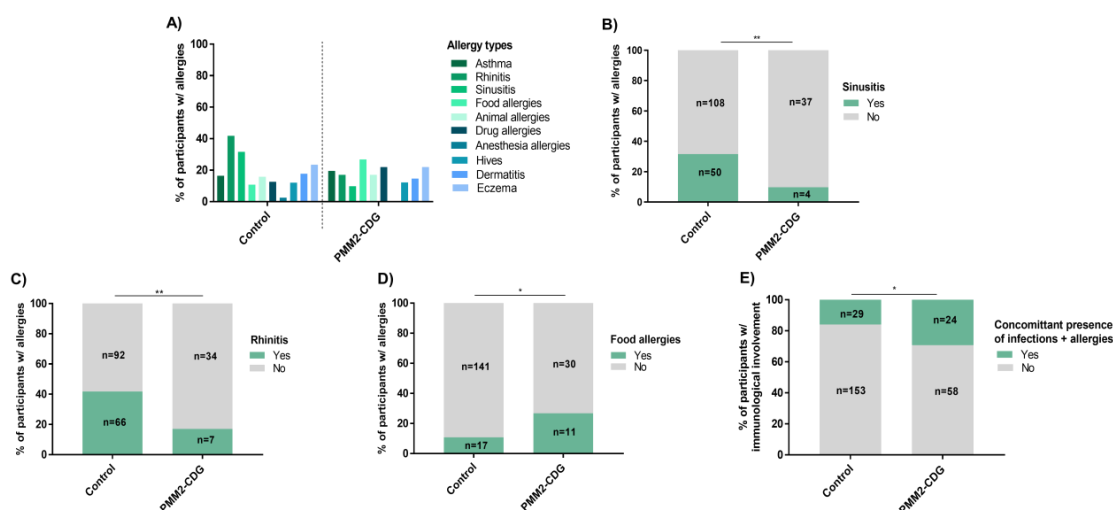 A)
% of participants w/ allergies
100
80
60
40
20
0
Control
PMM2-CDG
Allergy types
Asthma
Rhinitis
Sinusitis
Food allergies
Animal allergies
Drug allergies
Anesthesia allergies
Hives
Dermatitis
Eczema
B)
**
% of participants w/ allergies
100
80
60
40
20
0
n=108
n=37
n=50
n=4
Control
PMM2-CDG
Sinusitis
Yes
No
C)
**
% of participants w/ allergies
100
80
60
40
20
0
n=92
n=34
n=66
n=7
Control
PMM2-CDG
Rhinitis
Yes
No
D)
*
% of participants w/ allergies
100
80
60
40
20
0
n=141
n=30
n=17
n=11
Control
PMM2-CDG
Food allergies
Yes
No
E)
*
% of participants w/
immunological involvement
100
80
60
40
20
0
n=29
n=24
n=153
n=58
Control
PMM2-CDG
Concomittant presence
of infections + allergies
Yes
No